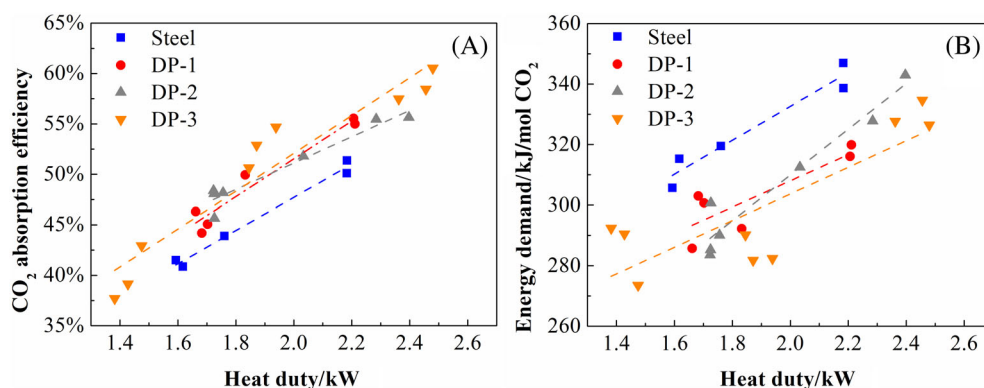 (A)
Steel
DP-1
DP-2
DP-3
CO₂ absorption efficiency
65%
60%
55%
50%
45%
40%
35%
1.4 1.6 1.8 2.0 2.2 2.4 2.6
Heat duty/kW
(B)
Steel
DP-1
DP-2
DP-3
Energy demand/kJ/mol CO₂
360
340
320
300
280
260
1.4 1.6 1.8 2.0 2.2 2.4 2.6
Heat duty/kW